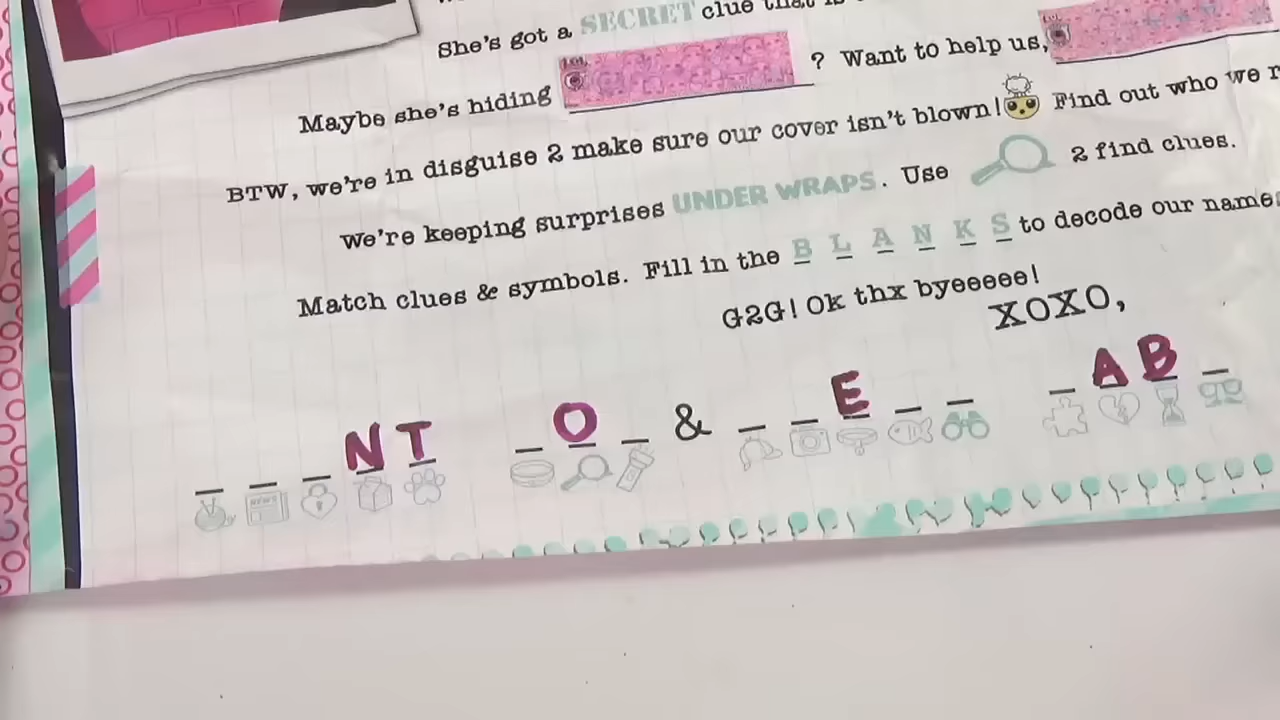 She's got a SECRET clue that is
Maybe she's hiding ? Want to help us,
BTW, we're in disguise 2 make sure our cover isn't blown! Find out who we
We're keeping surprises UNDER WRAPS. Use 2 find clues.
Match clues & symbols. Fill in the B L A N K S to decode our name
G2G! Ok thx byeeeee!
XOXO,
_ _ _ N T _ O _ & _ _ E _ _ _ A B _
NEWS